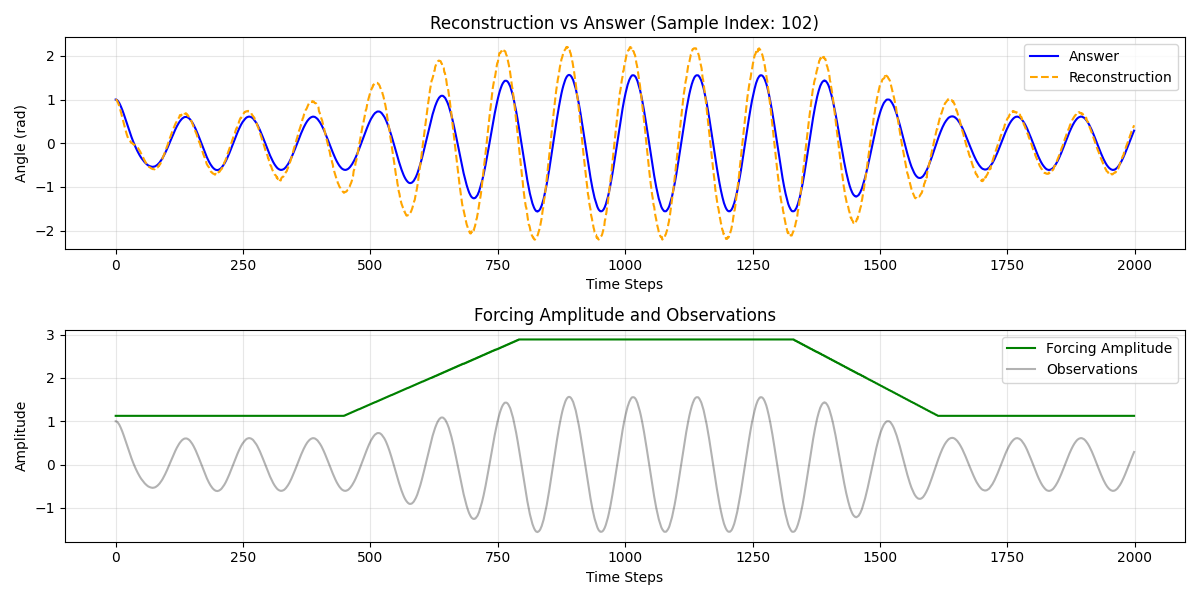 Reconstruction vs Answer (Sample Index: 102)
Answer
Reconstruction
Angle (rad)
2
1
0
−1
−2
0 250 500 750 1000 1250 1500 1750 2000
Time Steps
Forcing Amplitude and Observations
Forcing Amplitude
Observations
Amplitude
3
2
1
0
−1
0 250 500 750 1000 1250 1500 1750 2000
Time Steps